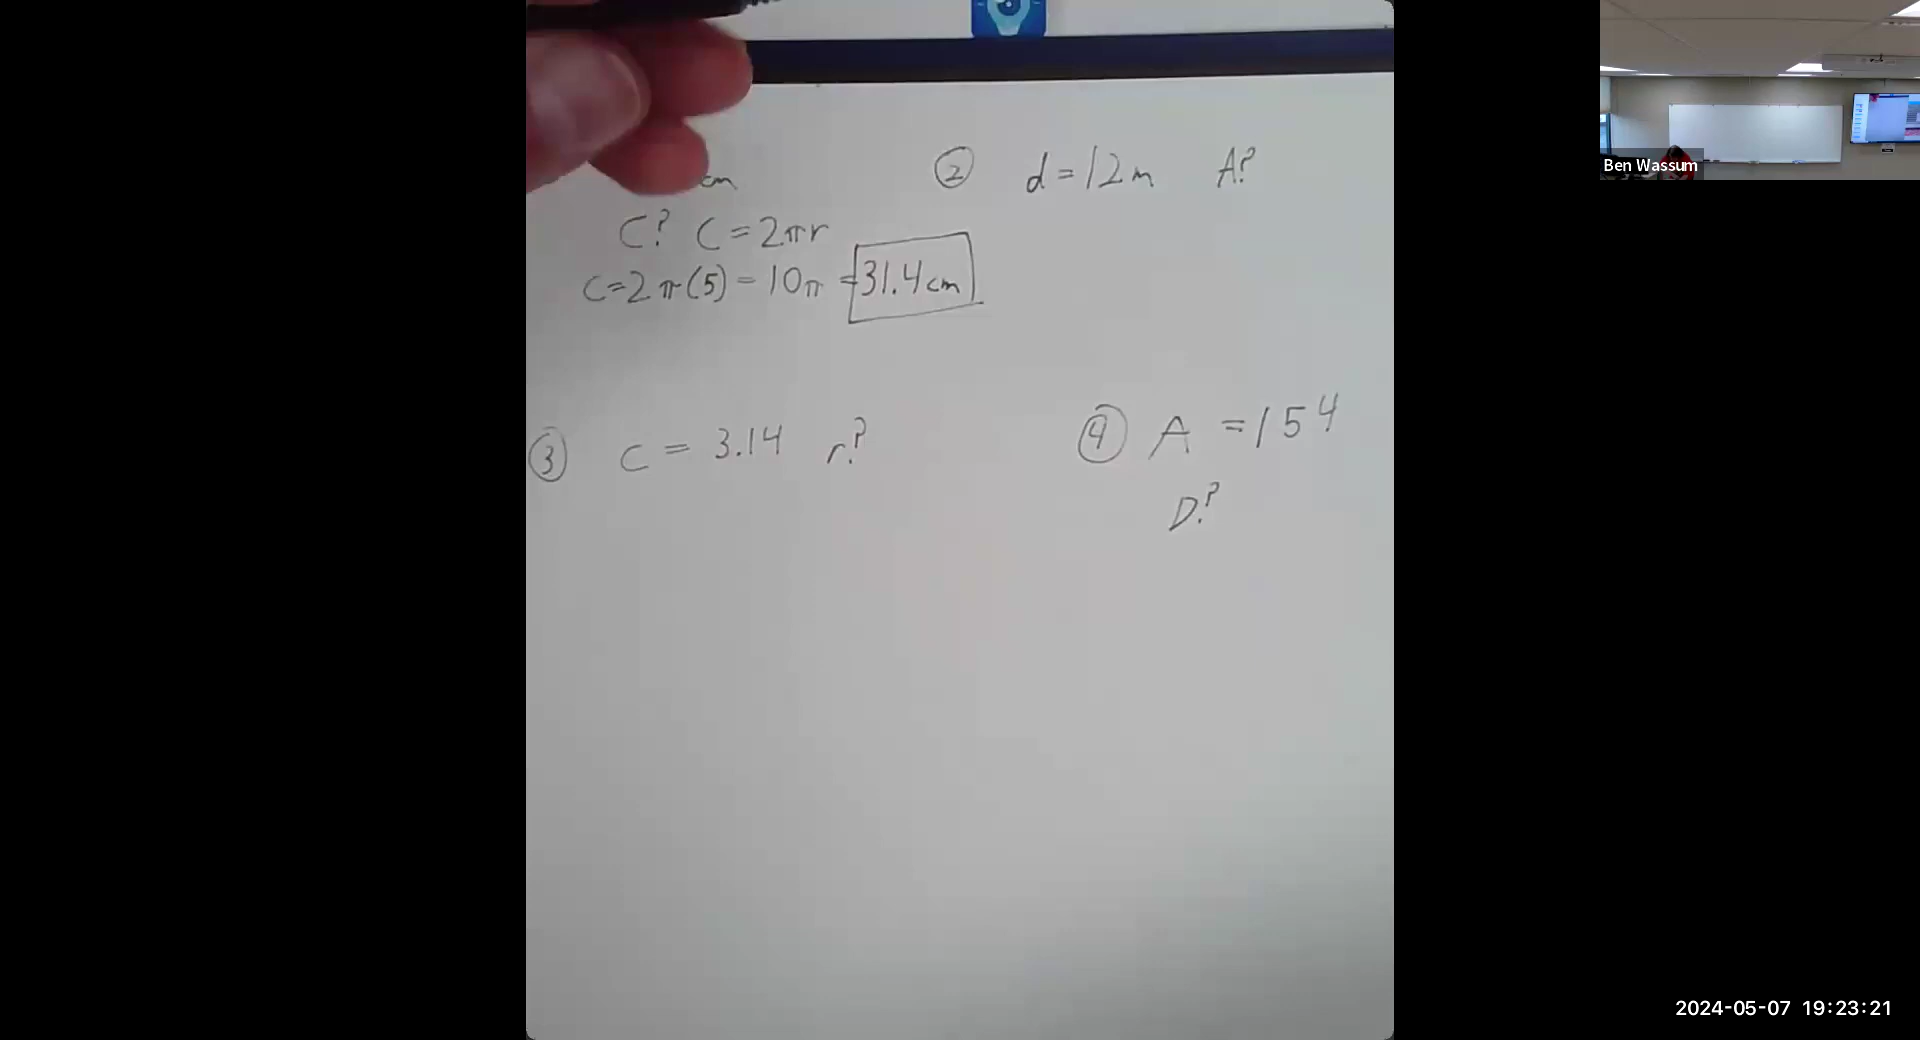 cm
C? C = 2πr
C=2π(5) = 10π = 31.4cm
② d = 12m A?
③ C = 3.14 r?
④ A = 154
D?
Ben Wassum
2024-05-07 19:23:21